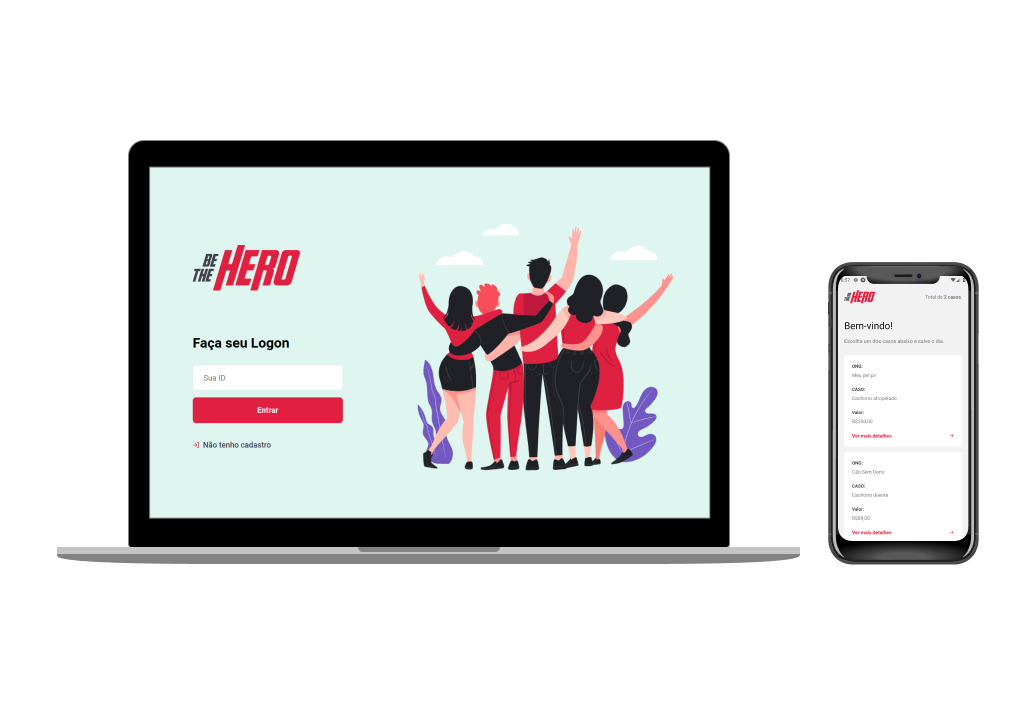 BE
THE HERO
Faça seu Logon
Sua ID
Entrar
Não tenho cadastro
BE
THE HERO
Total de 2 casos.
Bem-vindo!
Escolha um dos casos abaixo e salve o dia.
ONG:
Meu pet p>
CASO:
Cachorro atropelado
Valor:
R$250,00
Ver mais detalhes
ONG:
Cão Sem Dono
CASO:
Cachorro doente
Valor:
R$89,00
Ver mais detalhes